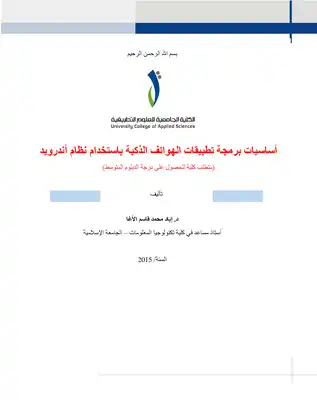 بسم الله الرحمن الرحيم
الكلية الجامعية للعلوم التطبيقية
University College of Applied Sciences
أساسيات برمجة تطبيقات الهواتف الذكية باستخدام نظام أندرويد
(متطلب كلية للحصول على درجة الدبلوم المتوسط)
تأليف
د. إياد محمد قاسم الأغا
أستاذ مساعد في كلية تكنولوجيا المعلومات – الجامعة الإسلامية
السنة/ 2015